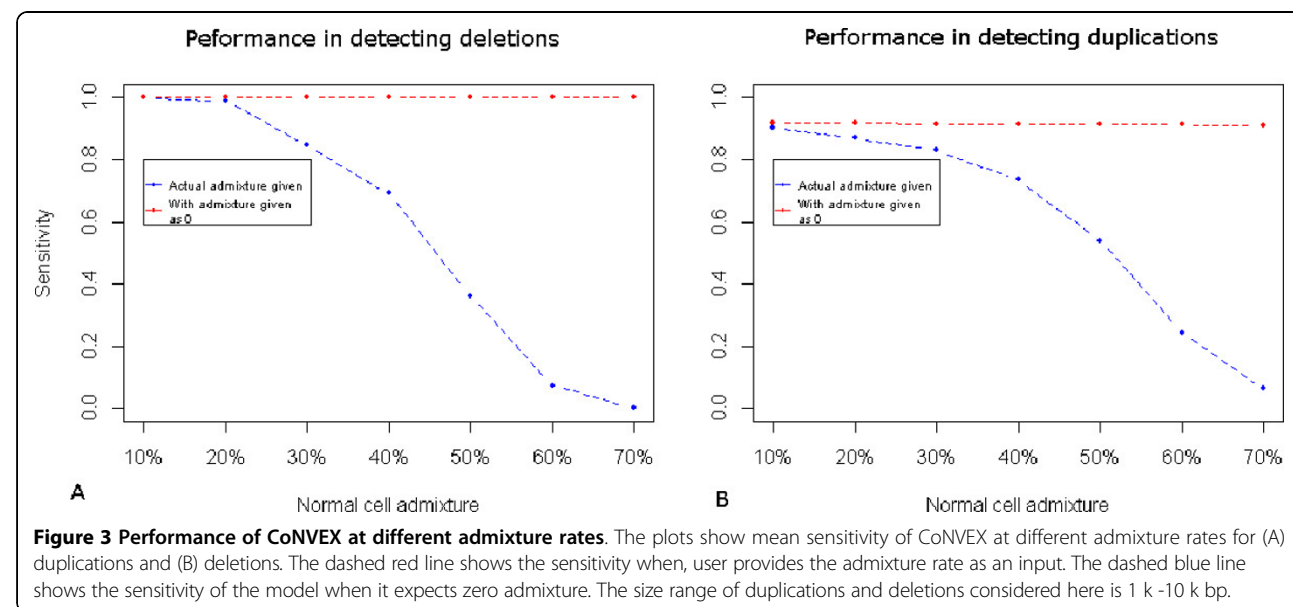 Peformance in detecting deletions
Performance in detecting duplications
Sensitivity
1.0
0.8
0.6
0.4
0.2
0.0
Actual admixture given
With admixture given
as 0
10% 20% 30% 40% 50% 60% 70%
A
Normal cell admixture
1.0
0.8
0.6
0.4
0.2
0.0
Actual admixture given
With admixture given
as 0
10% 20% 30% 40% 50% 60% 70%
B
Normal cell admixture
Figure 3 Performance of CoNVEX at different admixture rates. The plots show mean sensitivity of CoNVEX at different admixture rates for (A)
duplications and (B) deletions. The dashed red line shows the sensitivity when, user provides the admixture rate as an input. The dashed blue line
shows the sensitivity of the model when it expects zero admixture. The size range of duplications and deletions considered here is 1 k -10 k bp.